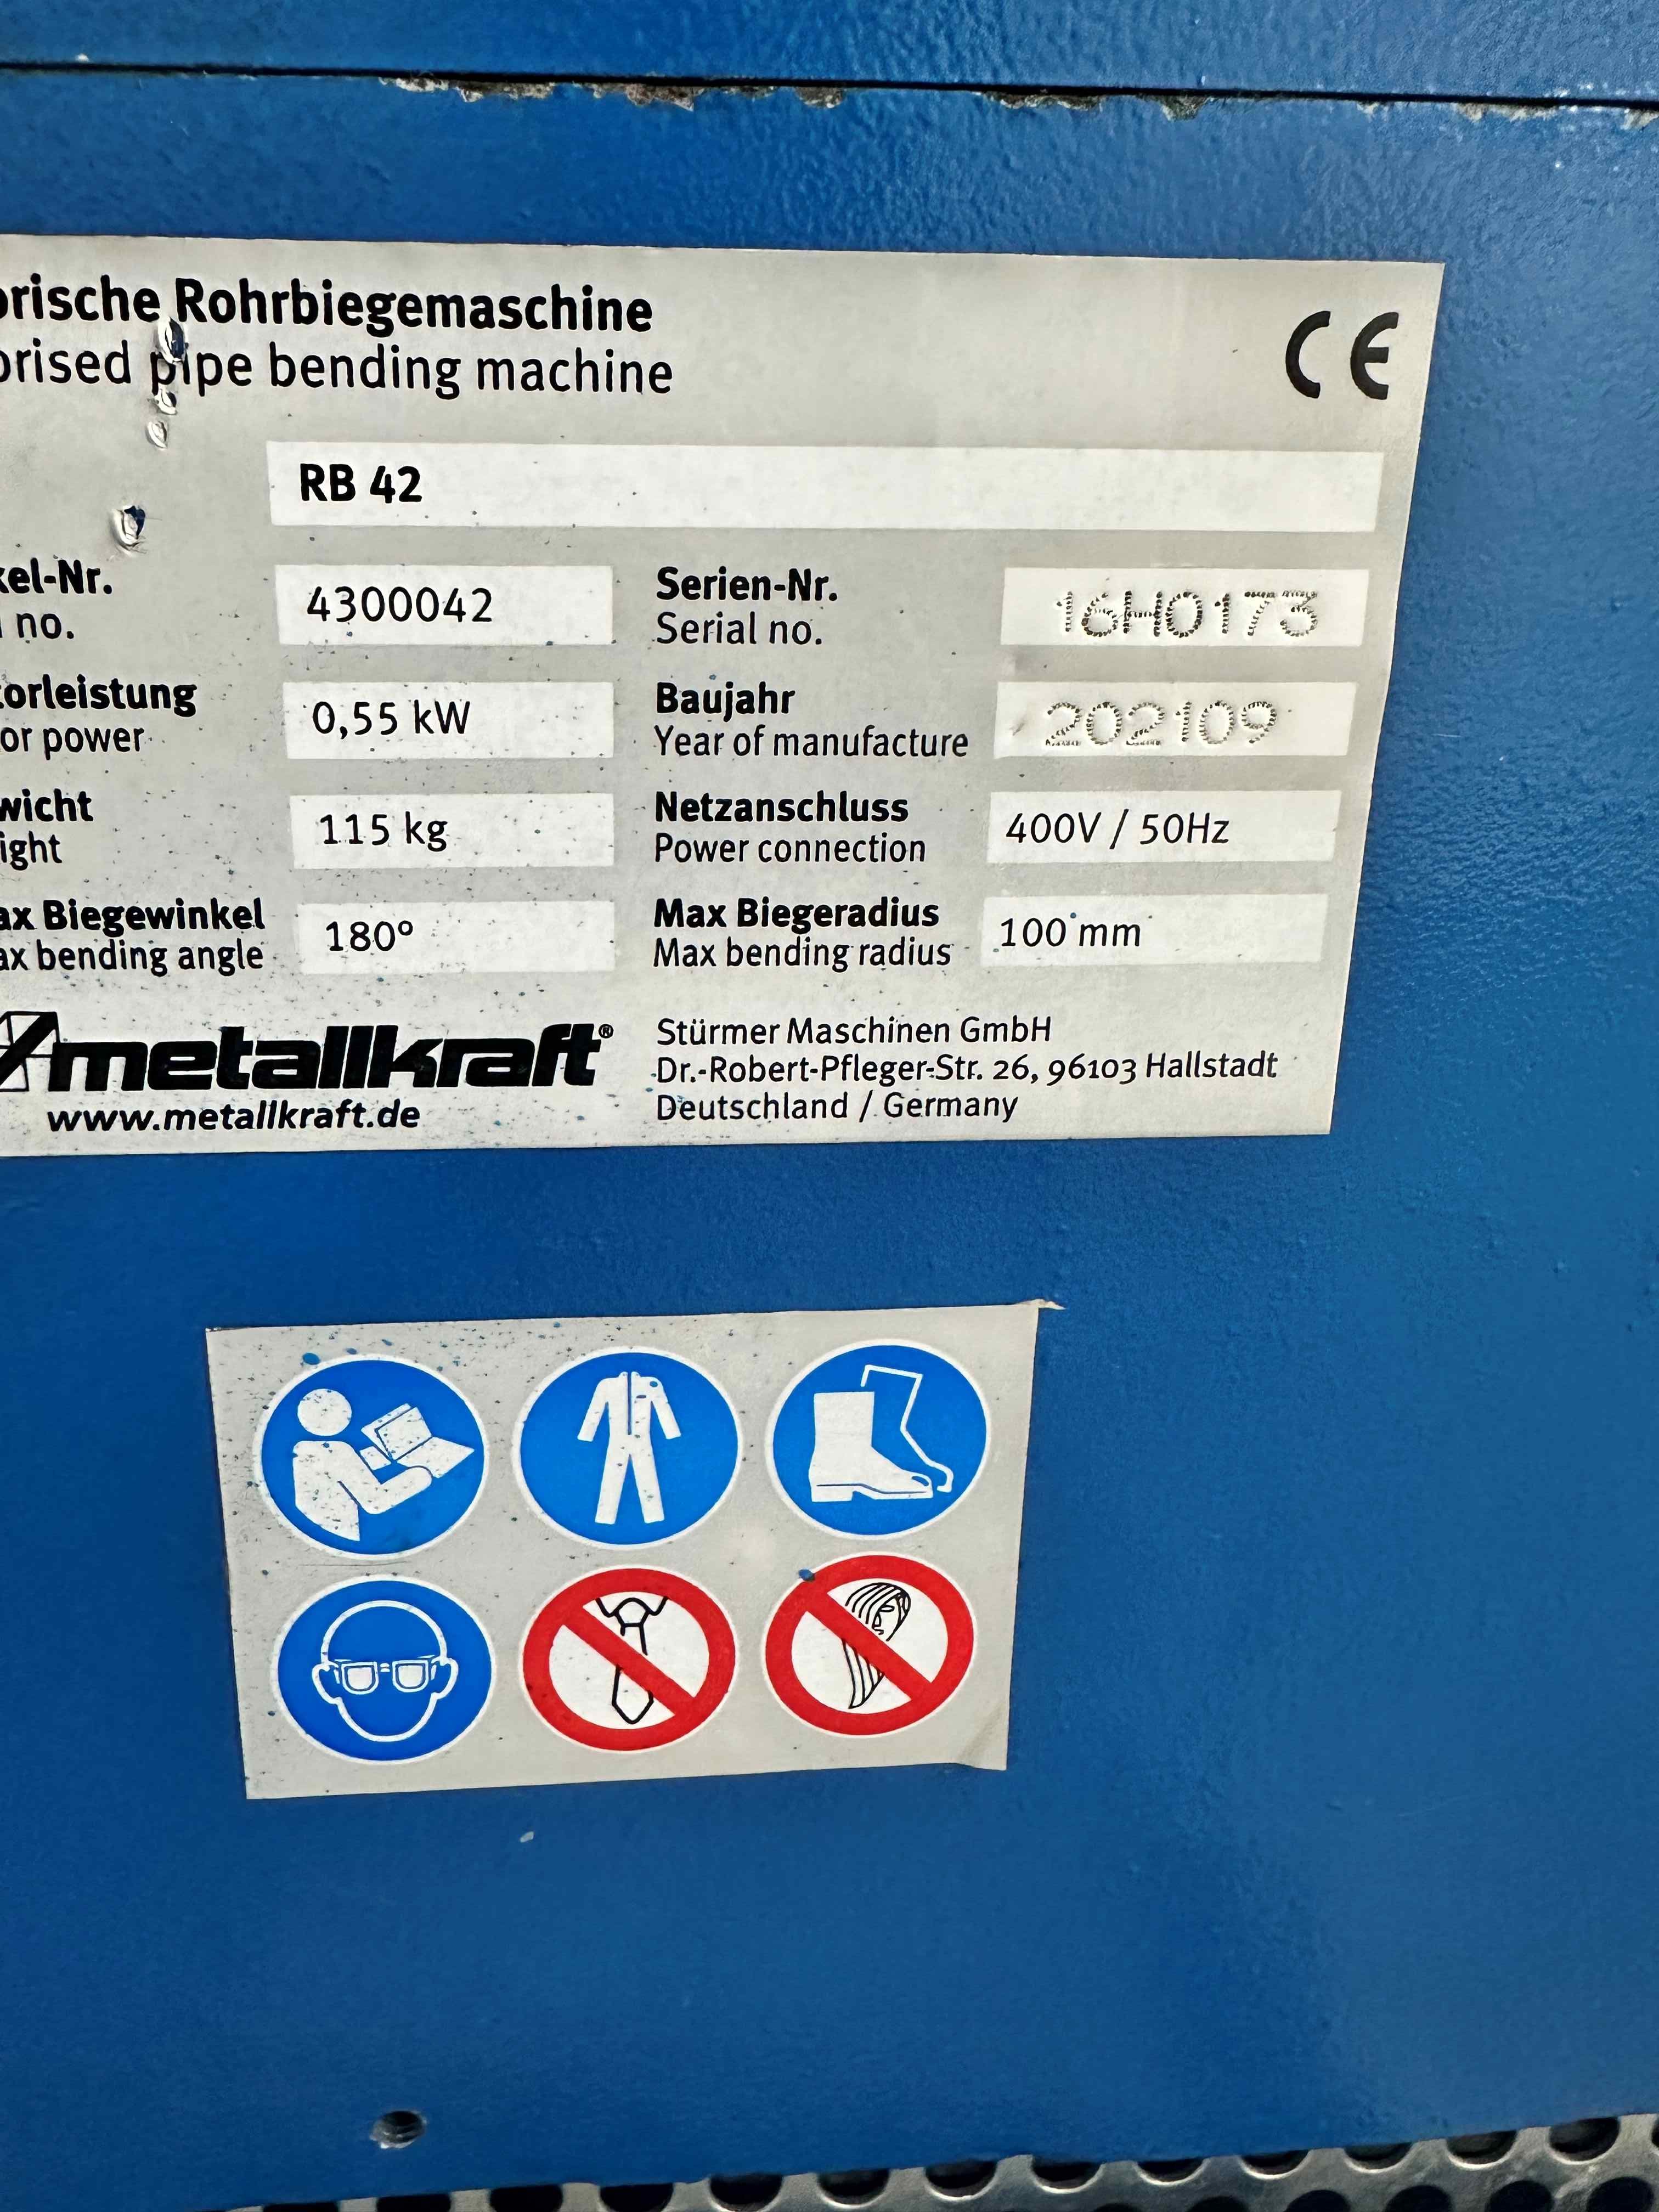 orische Rohrbiegemaschine
orised pipe bending machine
CE
RB 42
kel-Nr.
no.
4300042
Serien-Nr.
Serial no.
16H0173
torleistung
or power
0,55 kW
Baujahr
Year of manufacture
202109
wicht
ight
115 kg
Netzanschluss
Power connection
400V / 50Hz
ax Biegewinkel
ax bending angle
180°
Max Biegeradius
Max bending radius
100 mm
metallkraft®
www.metallkraft.de
Stürmer Maschinen GmbH
Dr.-Robert-Pfleger-Str. 26, 96103 Hallstadt
Deutschland / Germany